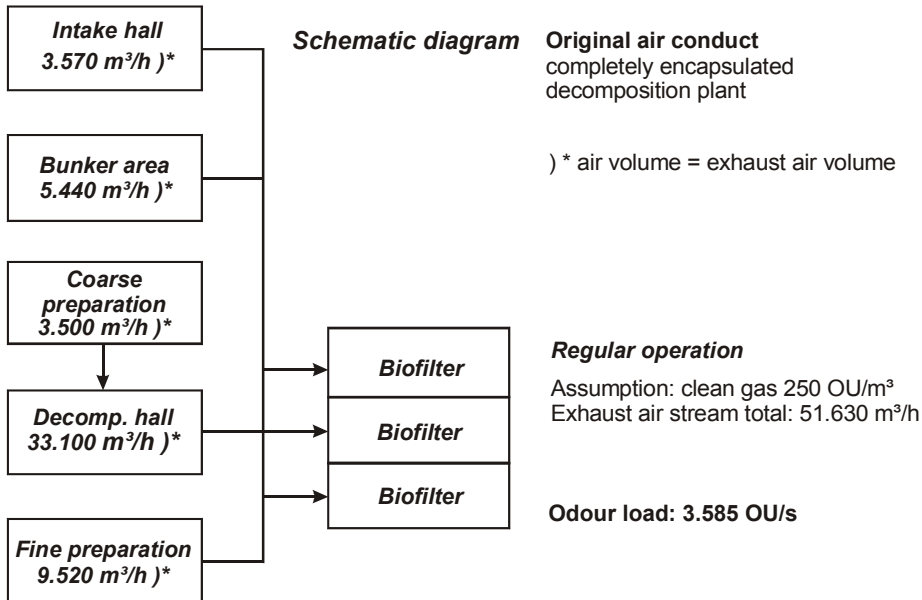 Intake hall
3.570 m³/h )*
Schematic diagram
Original air conduct
completely encapsulated
decomposition plant
Bunker area
5.440 m³/h )*
) * air volume = exhaust air volume
Coarse
preparation
3.500 m³/h )*
Decomp. hall
33.100 m³/h )*
Fine preparation
9.520 m³/h )*
Biofilter
Biofilter
Biofilter
Regular operation
Assumption: clean gas 250 OU/m³
Exhaust air stream total: 51.630 m³/h
Odour load: 3.585 OU/s